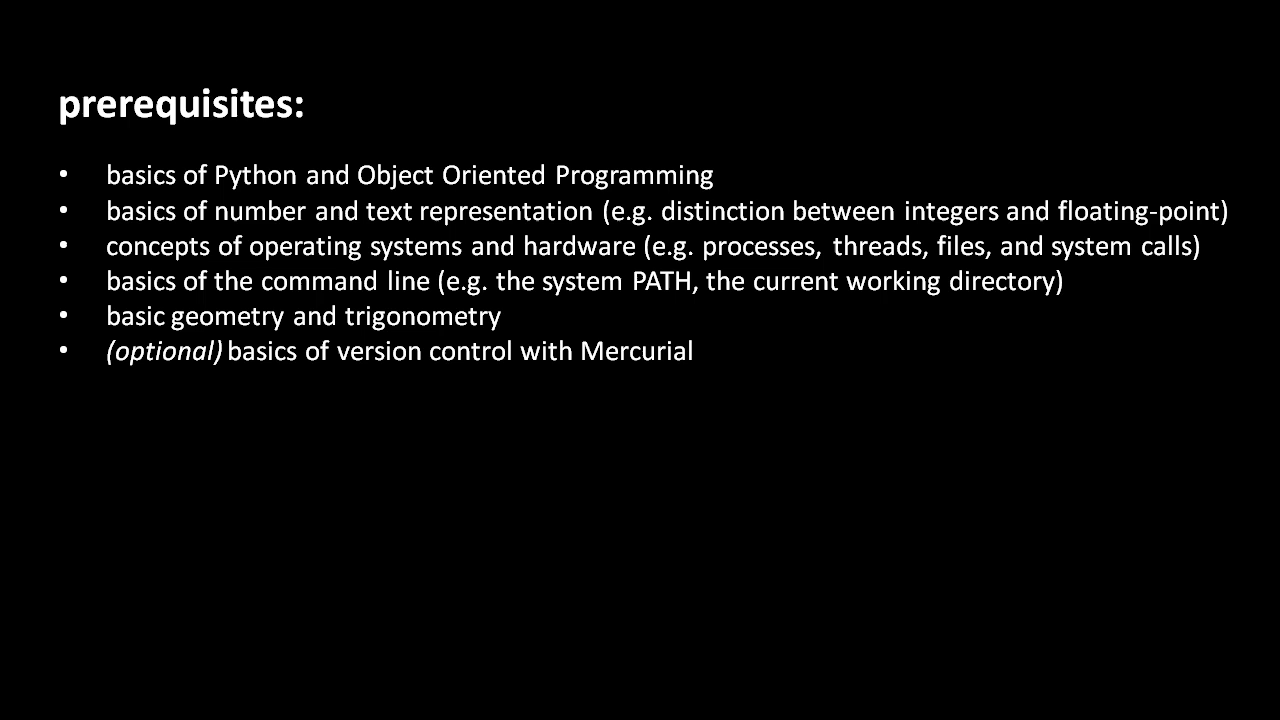 prerequisites:
• basics of Python and Object Oriented Programming
• basics of number and text representation (e.g. distinction between integers and floating-point)
• concepts of operating systems and hardware (e.g. processes, threads, files, and system calls)
• basics of the command line (e.g. the system PATH, the current working directory)
• basic geometry and trigonometry
• (optional) basics of version control with Mercurial